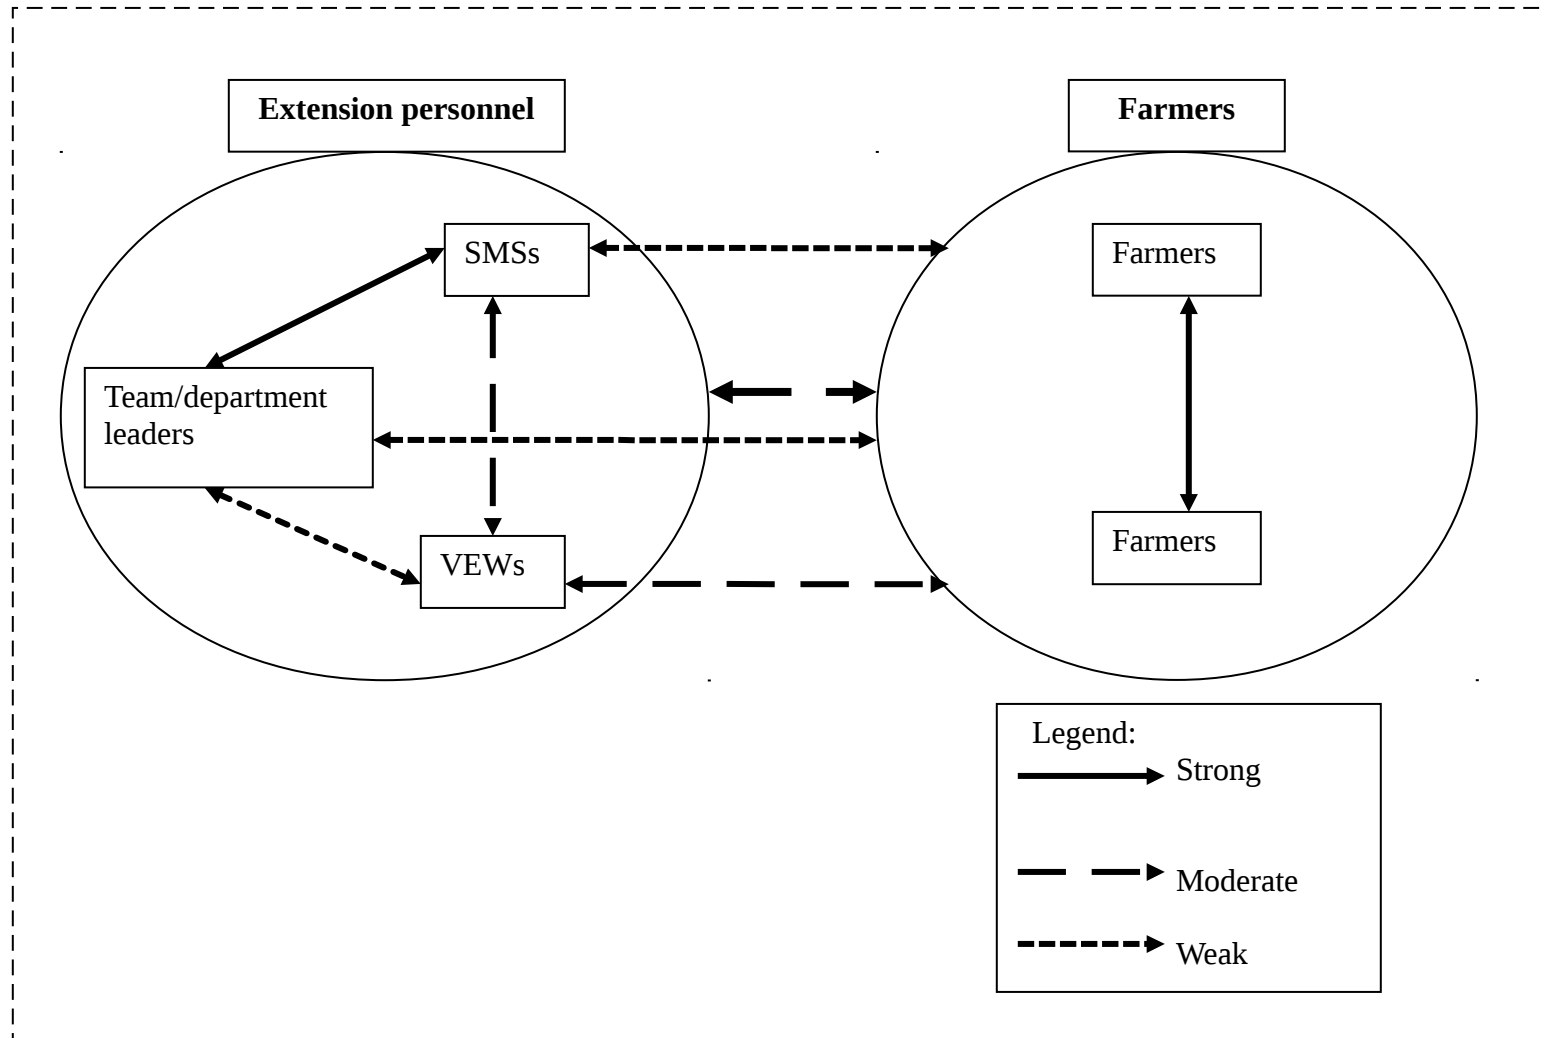 Extension personnel
Farmers
SMSs
Farmers
Team/department
leaders
Farmers
VEWs
Legend:
Strong
Moderate
Weak